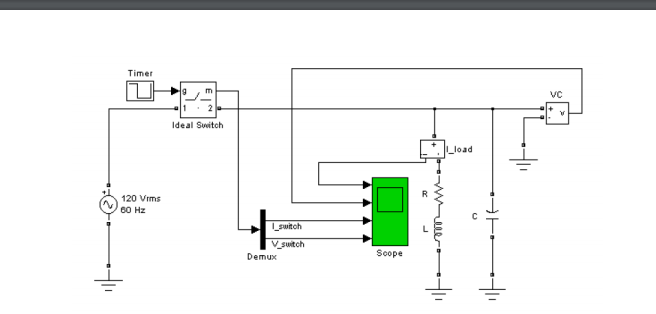 Timer
g m
1 2
Ideal Switch
VC
+ v
-
+
- -
I_load
R
L
C
+
120 Vrms
60 Hz
I_switch
V_switch
Demux
Scope